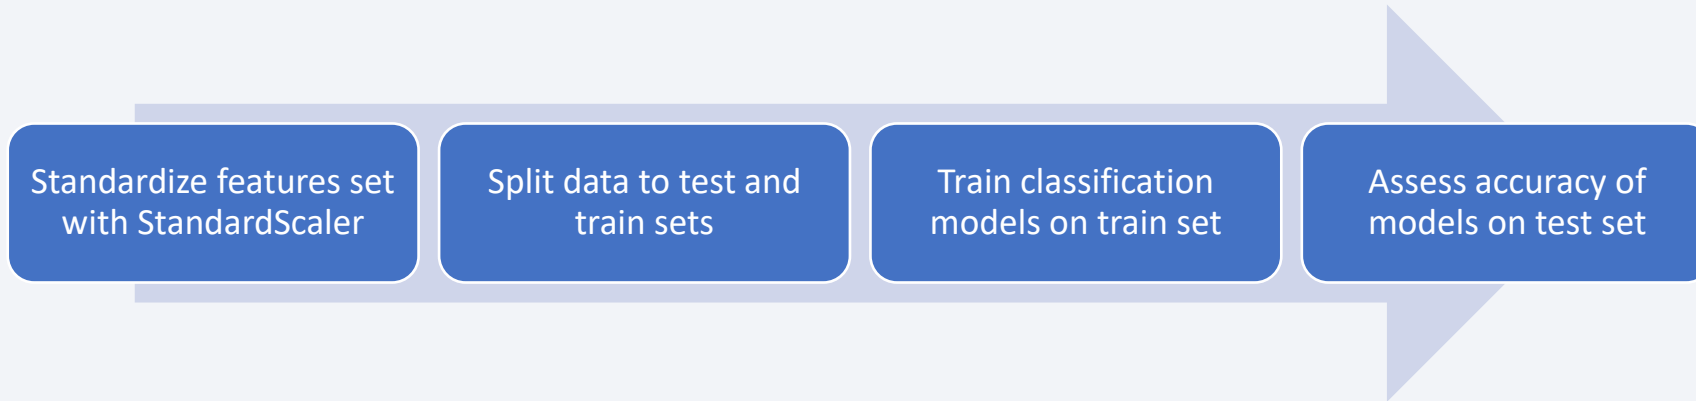 Standardize features set
with StandardScaler
Split data to test and
train sets
Train classification
models on train set
Assess accuracy of
models on test set